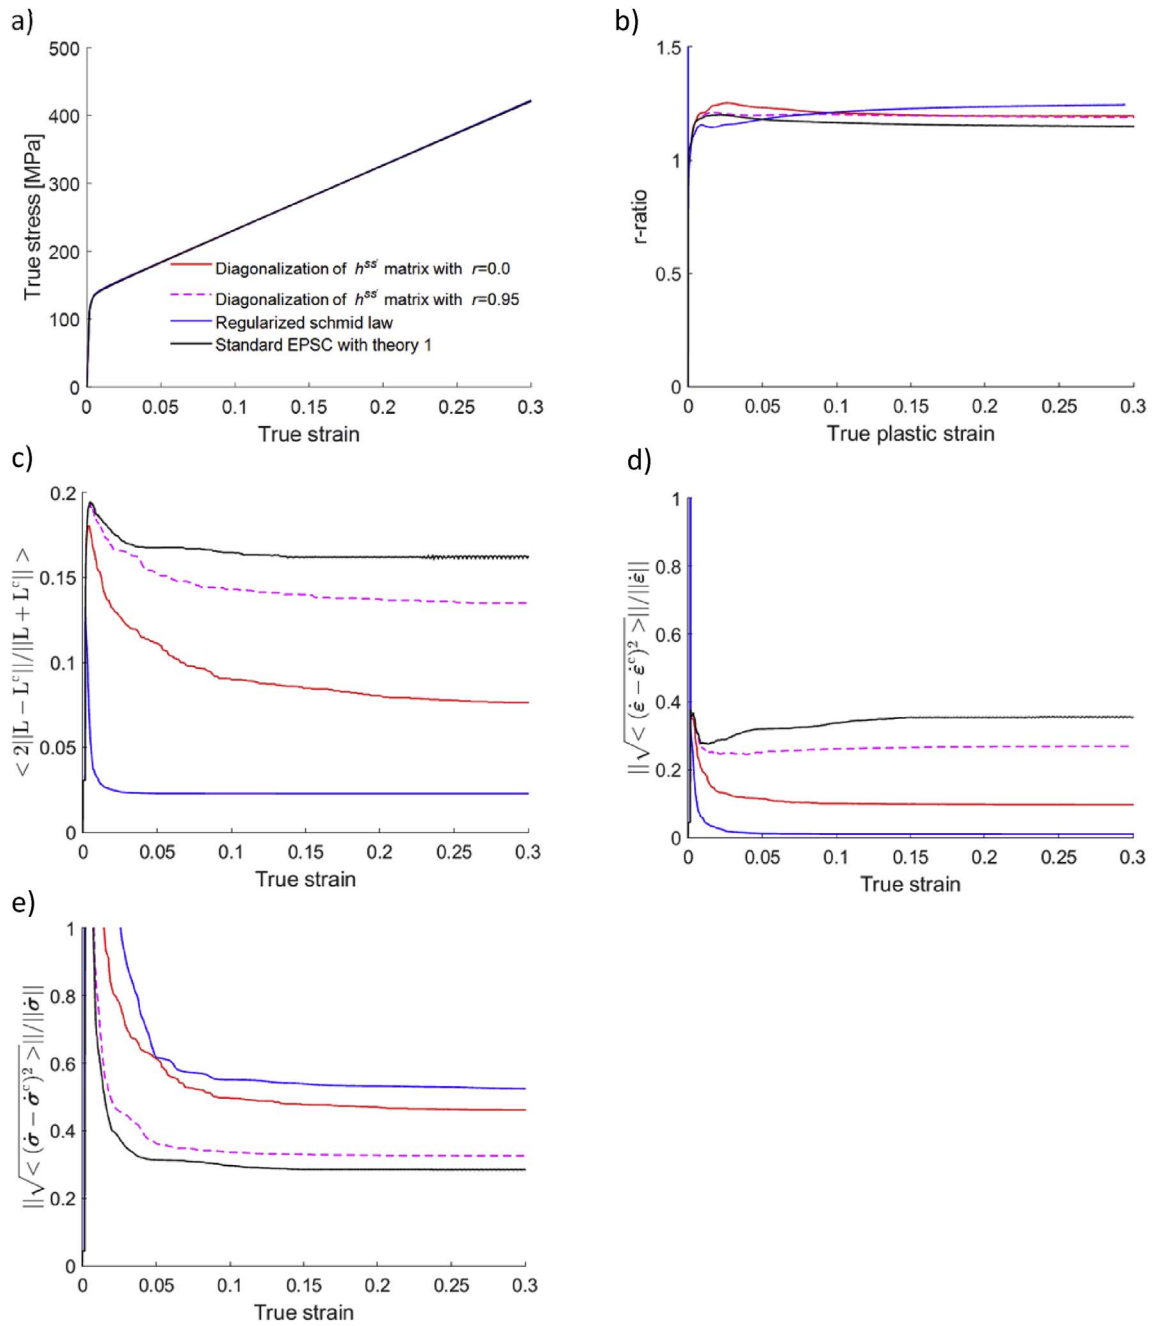 a)
500
400
300
200
100
0
True stress [MPa]
Diagonalization of h^{ss'} matrix with r=0.0
Diagonalization of h^{ss'} matrix with r=0.95
Regularized schmid law
Standard EPSC with theory 1
0 0.05 0.1 0.15 0.2 0.25 0.3
True strain
b)
1.5
1
0.5
0
r-ratio
0 0.05 0.1 0.15 0.2 0.25 0.3
True plastic strain
c)
0.2
0.15
0.1
0.05
0
< 2||L − L^c||/||L + L^c|| >
0 0.05 0.1 0.15 0.2 0.25 0.3
True strain
d)
1
0.8
0.6
0.4
0.2
0
||√< (ε̇ − ε̇^c)² >||/||ε̇||
0 0.05 0.1 0.15 0.2 0.25 0.3
True strain
e)
1
0.8
0.6
0.4
0.2
0
||√< (σ̇ − σ̇^c)² >||/||σ̇||
0 0.05 0.1 0.15 0.2 0.25 0.3
True strain